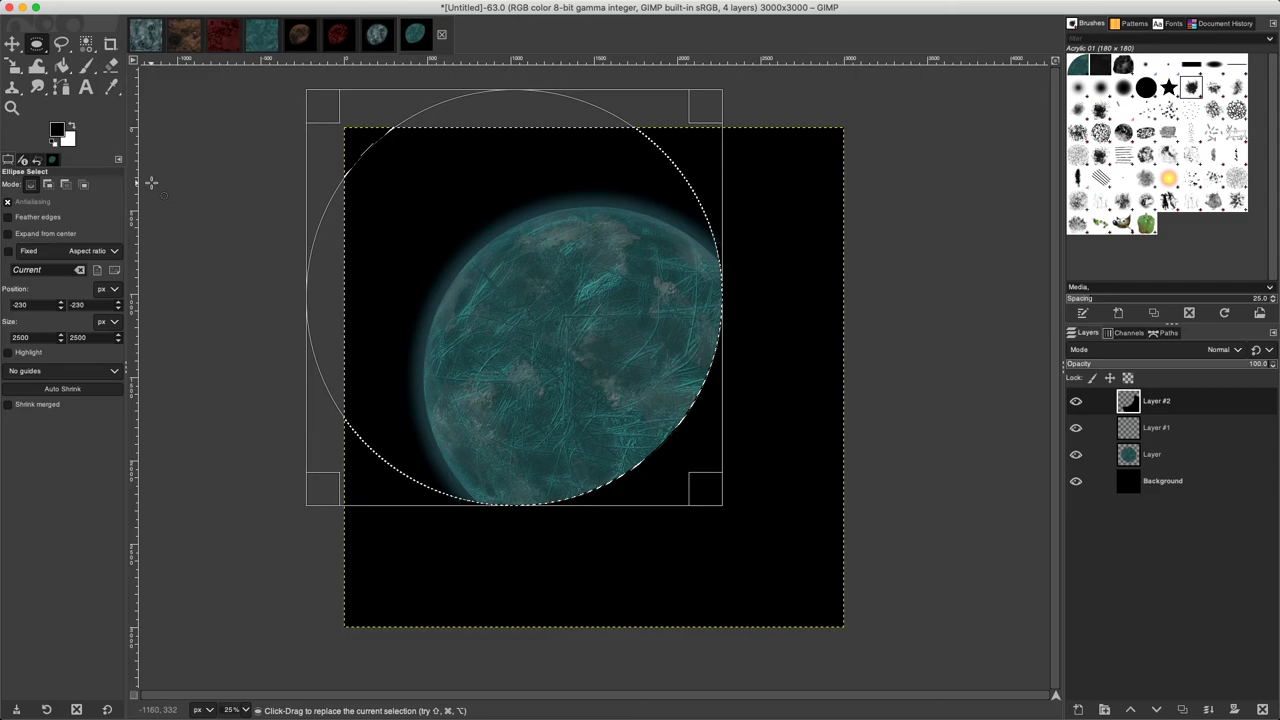 *[Untitled]-63.0 (RGB color 8-bit gamma integer, GIMP built-in sRGB, 4 layers) 3000x3000 – GIMP
Brushes
Patterns
Aa Fonts
Document History
filter
Acrylic 01 (180 × 180)
Ellipse Select
Mode:
Antialiasing
Feather edges
Expand from center
Fixed
Aspect ratio
Current
Position:
px
-230
-230
Size:
px
2500
2500
Highlight
No guides
Auto Shrink
Shrink merged
Media,
Spacing
25.0
Layers
Channels
Paths
Mode
Normal
Opacity
100.0
Lock:
Layer #2
Layer #1
Layer
Background
-1160, 332
px
25%
Click-Drag to replace the current selection (try ⇧, ⌘, ⌥)